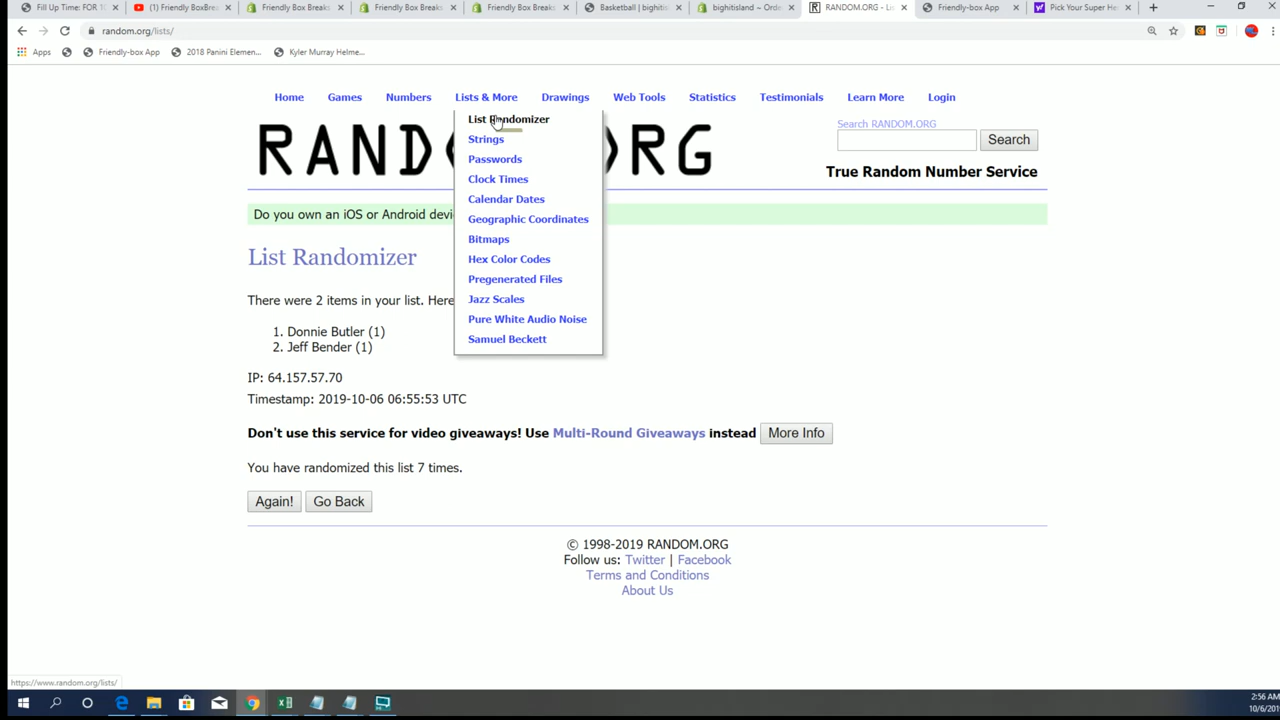 Fill Up Time: FOR 1
(1) Friendly BoxBre
Friendly Box Breaks
Friendly Box Breaks
Friendly Box Breaks
Basketball | bighiti
bighitisland ~ Orde
RANDOM.ORG - Li
Friendly-box App
Pick Your Super He
random.org/lists/
Apps
Friendly-box App
2018 Panini Elemen...
Kyler Murray Helme...
Home
Games
Numbers
Lists & More
Drawings
Web Tools
Statistics
Testimonials
Learn More
Login
List Randomizer
Strings
Passwords
Clock Times
Calendar Dates
Geographic Coordinates
Bitmaps
Hex Color Codes
Pregenerated Files
Jazz Scales
Pure White Audio Noise
Samuel Beckett
RAND RG
Search RANDOM.ORG
Search
True Random Number Service
Do you own an iOS or Android devi
List Randomizer
There were 2 items in your list. Here
1. Donnie Butler (1)
2. Jeff Bender (1)
IP: 64.157.57.70
Timestamp: 2019-10-06 06:55:53 UTC
Don't use this service for video giveaways! Use Multi-Round Giveaways instead More Info
You have randomized this list 7 times.
Again! Go Back
© 1998-2019 RANDOM.ORG
Follow us: Twitter | Facebook
Terms and Conditions
About Us
https://www.random.org/lists/
2:56 AM
10/6/201